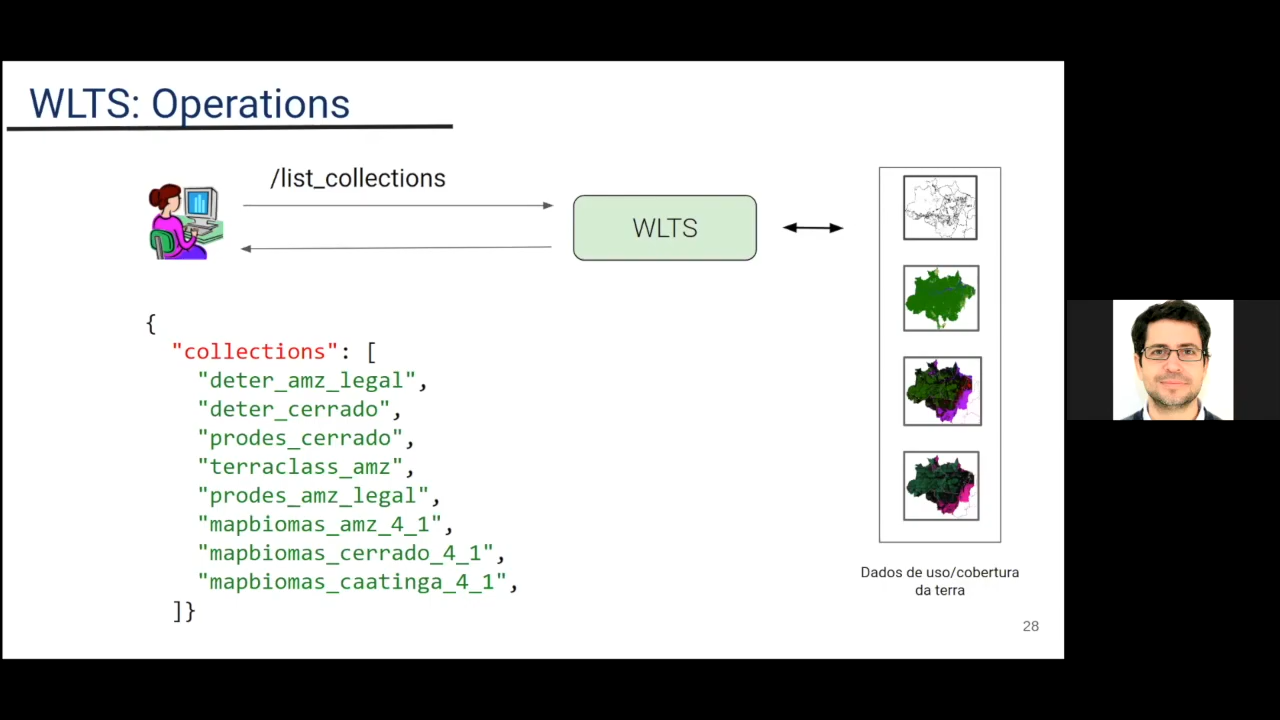 WLTS: Operations
/list_collections
WLTS
{
"collections": [
"deter_amz_legal",
"deter_cerrado",
"prodes_cerrado",
"terraclass_amz",
"prodes_amz_legal",
"mapbiomas_amz_4_1",
"mapbiomas_cerrado_4_1",
"mapbiomas_caatinga_4_1",
]}
Dados de uso/cobertura
da terra
28